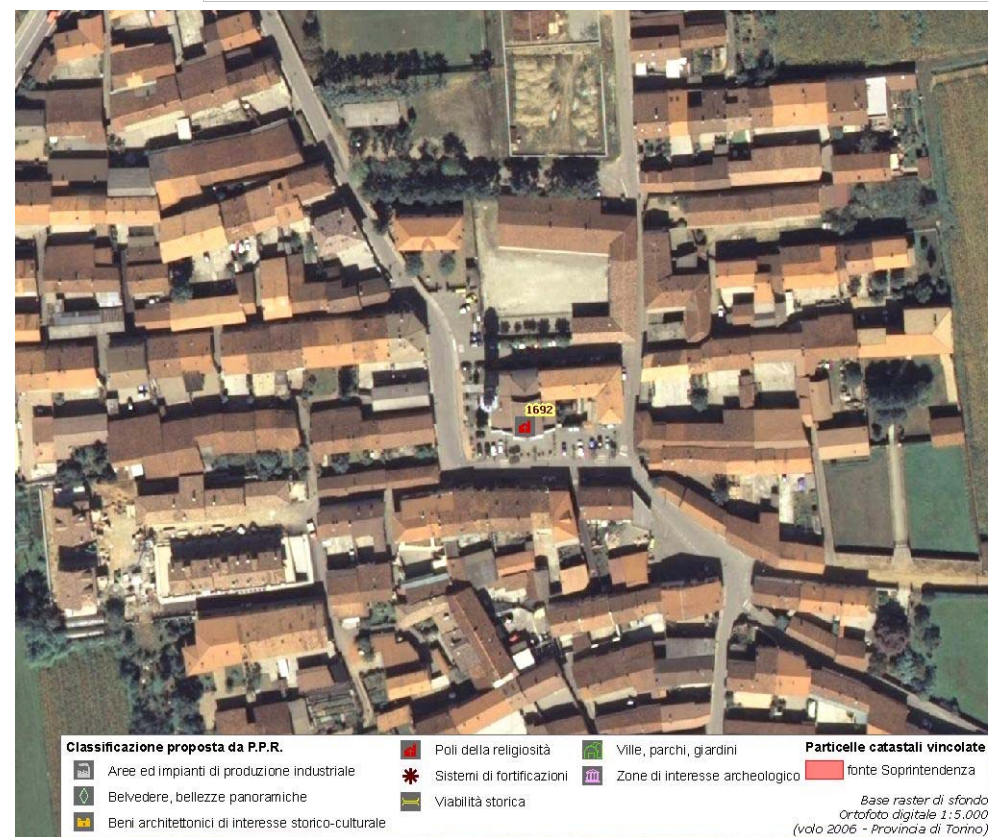 1692
Classificazione proposta da P.P.R.
Aree ed impianti di produzione industriale
Belvedere, bellezze panoramiche
Beni architettonici di interesse storico-culturale
Poli della religiosità
Sistemi di fortificazioni
Viabilità storica
Ville, parchi, giardini
Zone di interesse archeologico
Particelle catastali vincolate
fonte Soprintendenza
Base raster di sfondo
Ortofoto digitale 1:5.000
(volo 2006 - Provincia di Torino)